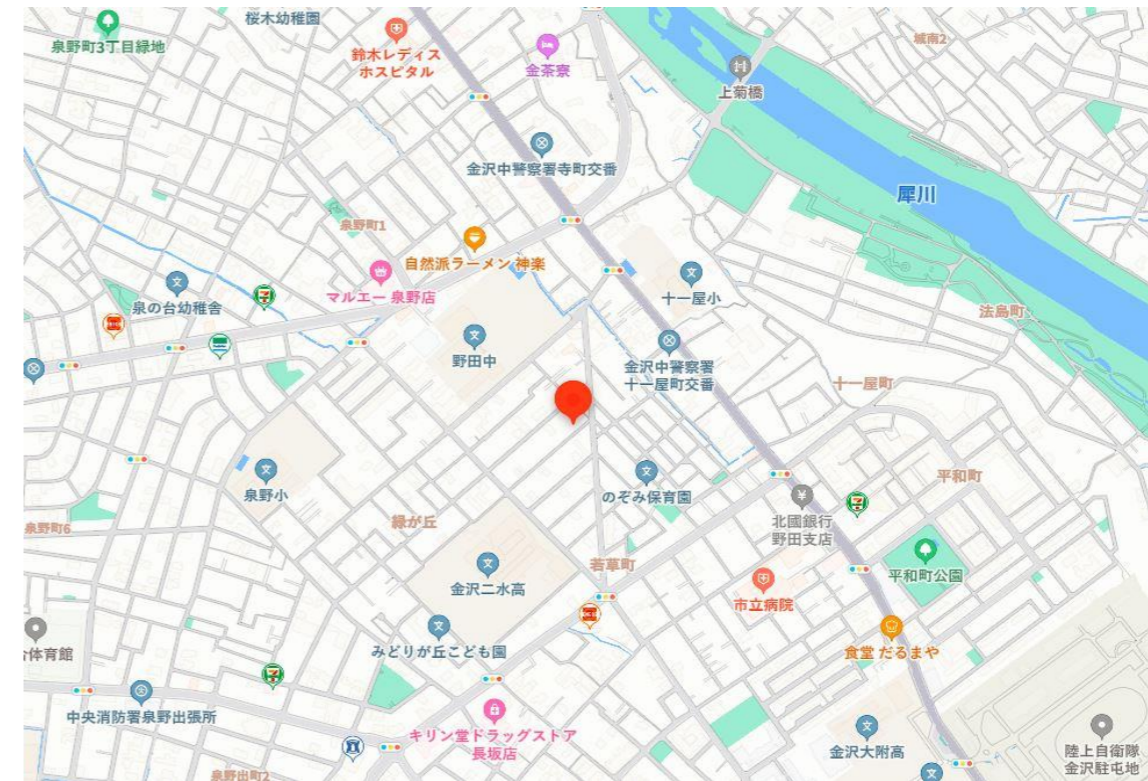 桜木幼稚園
泉野町3丁目緑地
鈴木レディス
ホスピタル
金茶寮
城南2
上菊橋
金沢中警察署寺町交番
犀川
泉野町1
自然派ラーメン 神楽
マルエー 泉野店
十一屋小
泉の台幼稚舎
法島町
野田中
金沢中警察署
十一屋町交番
十一屋町
泉野小
のぞみ保育園
平和町
北國銀行
野田支店
緑が丘
泉野町6
若草町
平和町公園
金沢二水高
市立病院
みどりが丘こども園
体育館
食堂 だるまや
中央消防署泉野出張所
キリン堂ドラッグストア
長坂店
金沢大附高
陸上自衛隊
金沢駐屯地
泉野出町2